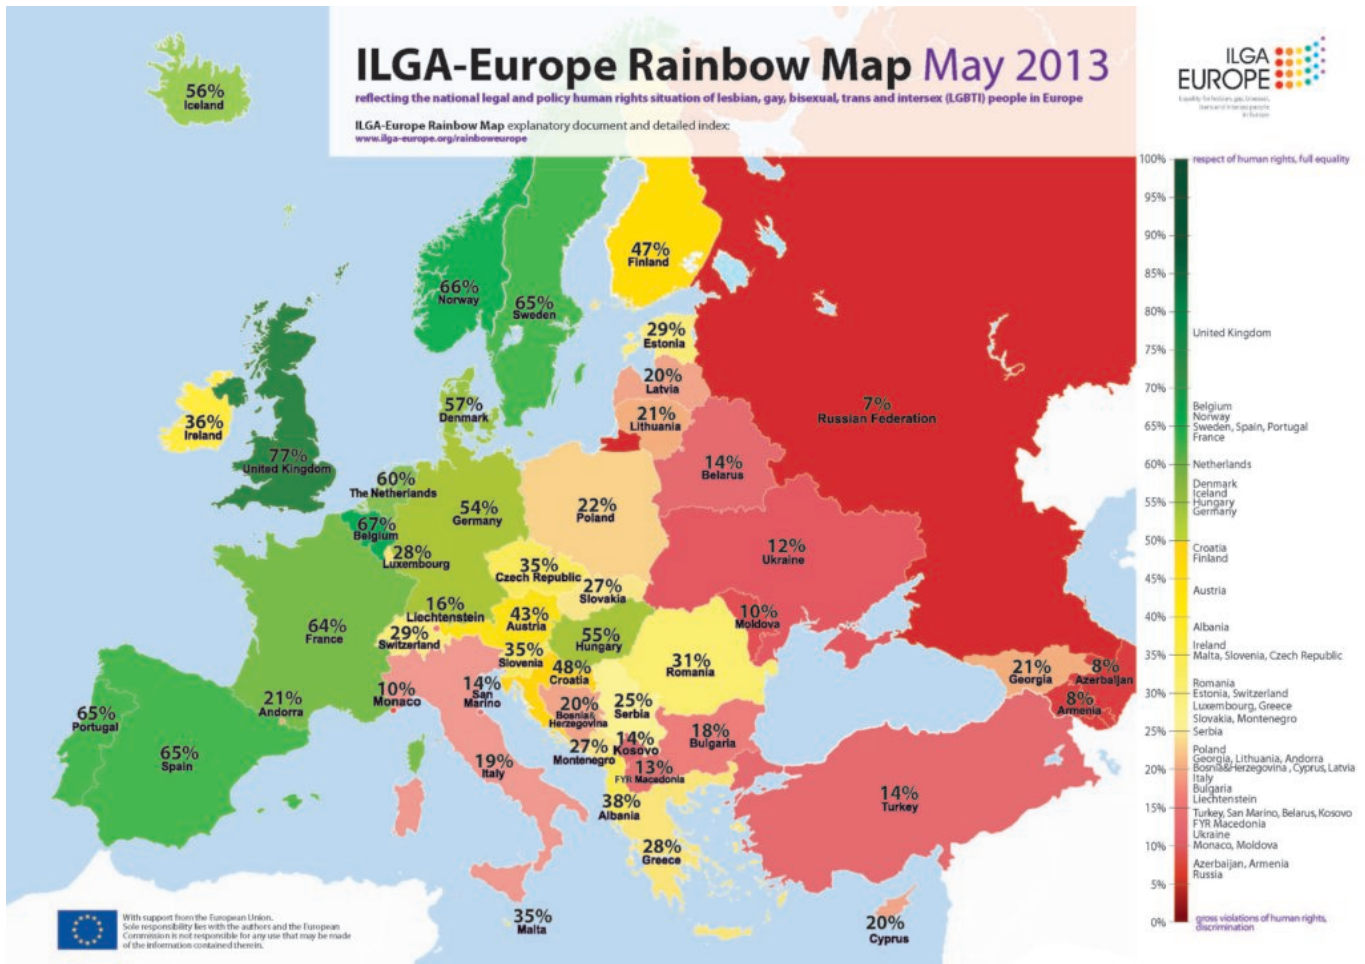 ILGA-Europe Rainbow Map May 2013
reflecting the national legal and policy human rights situation of lesbian, gay, bisexual, trans and intersex (LGBTI) people in Europe
ILGA-Europe Rainbow Map explanatory document and detailed index:
www.ilga-europe.org/rainboweurope
ILGA
EUROPE
Equality for lesbian, gay, bisexual,
trans and intersex people
in Europe
56%
Iceland
66%
Norway
65%
Sweden
47%
Finland
29%
Estonia
20%
Latvia
21%
Lithuania
7%
Russian Federation
57%
Denmark
36%
Ireland
77%
United Kingdom
60%
The Netherlands
67%
Belgium
28%
Luxembourg
54%
Germany
22%
Poland
14%
Belarus
12%
Ukraine
35%
Czech Republic
27%
Slovakia
16%
Liechtenstein
43%
Austria
55%
Hungary
10%
Moldova
64%
France
29%
Switzerland
35%
Slovenia
48%
Croatia
31%
Romania
21%
Georgia
8%
Azerbaijan
8%
Armenia
21%
Andorra
10%
Monaco
14%
San
Marino
20%
Bosnia&
Herzegovina
25%
Serbia
65%
Portugal
65%
Spain
19%
Italy
27%
Montenegro
14%
Kosovo
18%
Bulgaria
13%
FYR Macedonia
38%
Albania
14%
Turkey
28%
Greece
35%
Malta
20%
Cyprus
100%
respect of human rights, full equality
95%
90%
85%
80%
United Kingdom
75%
70%
Belgium
Norway
65%
Sweden, Spain, Portugal
France
60%
Netherlands
Denmark
Iceland
55%
Hungary
Germany
50%
Croatia
Finland
45%
Austria
40%
Albania
Ireland
35%
Malta, Slovenia, Czech Republic
Romania
30%
Estonia, Switzerland
Luxembourg, Greece
Slovakia, Montenegro
25%
Serbia
Poland
Georgia, Lithuania, Andorra
20%
Bosnia&Herzegovina , Cyprus, Latvia
Italy
Bulgaria
Liechtenstein
15%
Turkey, San Marino, Belarus, Kosovo
FYR Macedonia
Ukraine
10%
Monaco, Moldova
Azerbaijan, Armenia
Russia
5%
0%
gross violations of human rights,
discrimination
With support from the European Union.
Sole responsibility lies with the authors and the European
Commission is not responsible for any use that may be made
of the information contained therein.